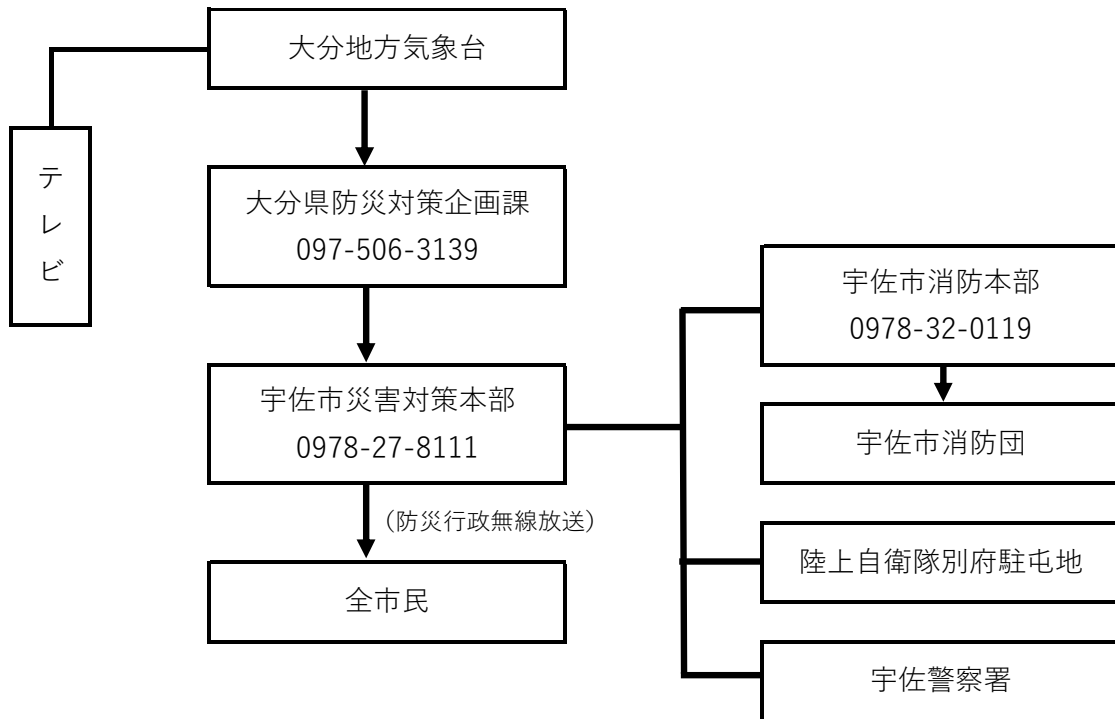 大分地方気象台
テレビ
大分県防災対策企画課
097-506-3139
宇佐市消防本部
0978-32-0119
宇佐市災害対策本部
0978-27-8111
宇佐市消防団
（防災行政無線放送）
陸上自衛隊別府駐屯地
全市民
宇佐警察署